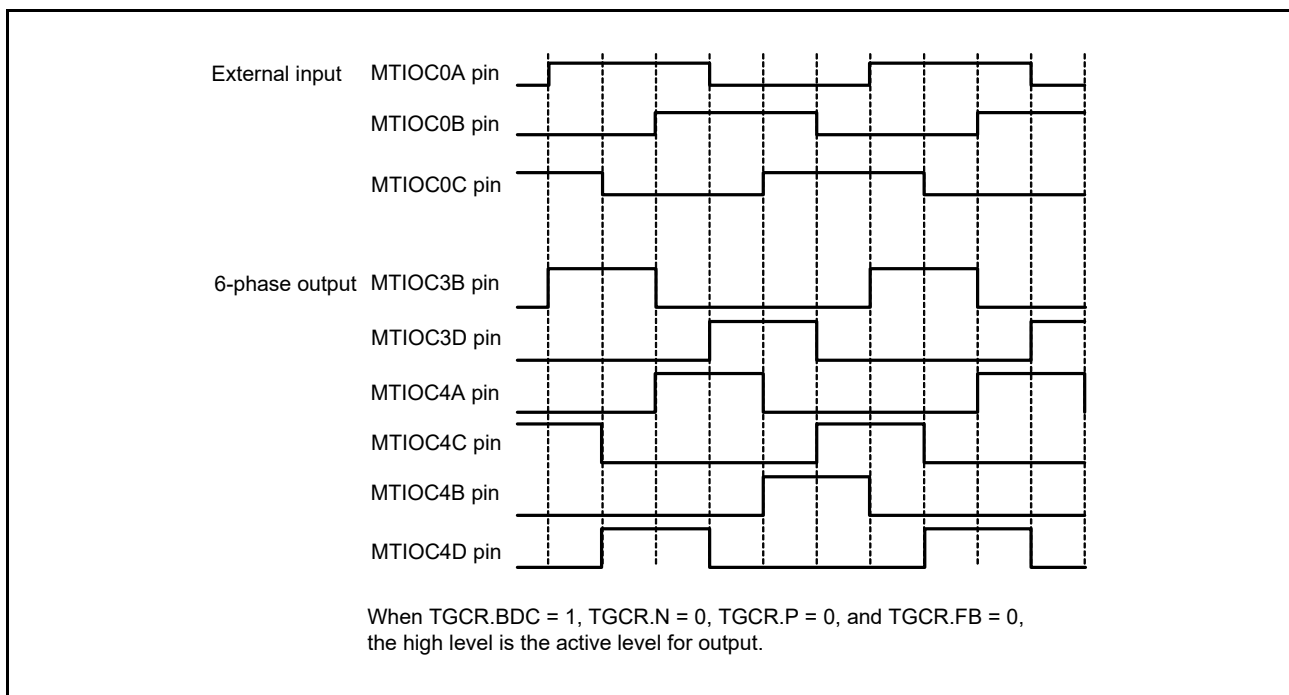 External input MTIOC0A pin
MTIOC0B pin
MTIOC0C pin
6-phase output MTIOC3B pin
MTIOC3D pin
MTIOC4A pin
MTIOC4C pin
MTIOC4B pin
MTIOC4D pin
When TGCR.BDC = 1, TGCR.N = 0, TGCR.P = 0, and TGCR.FB = 0,
the high level is the active level for output.